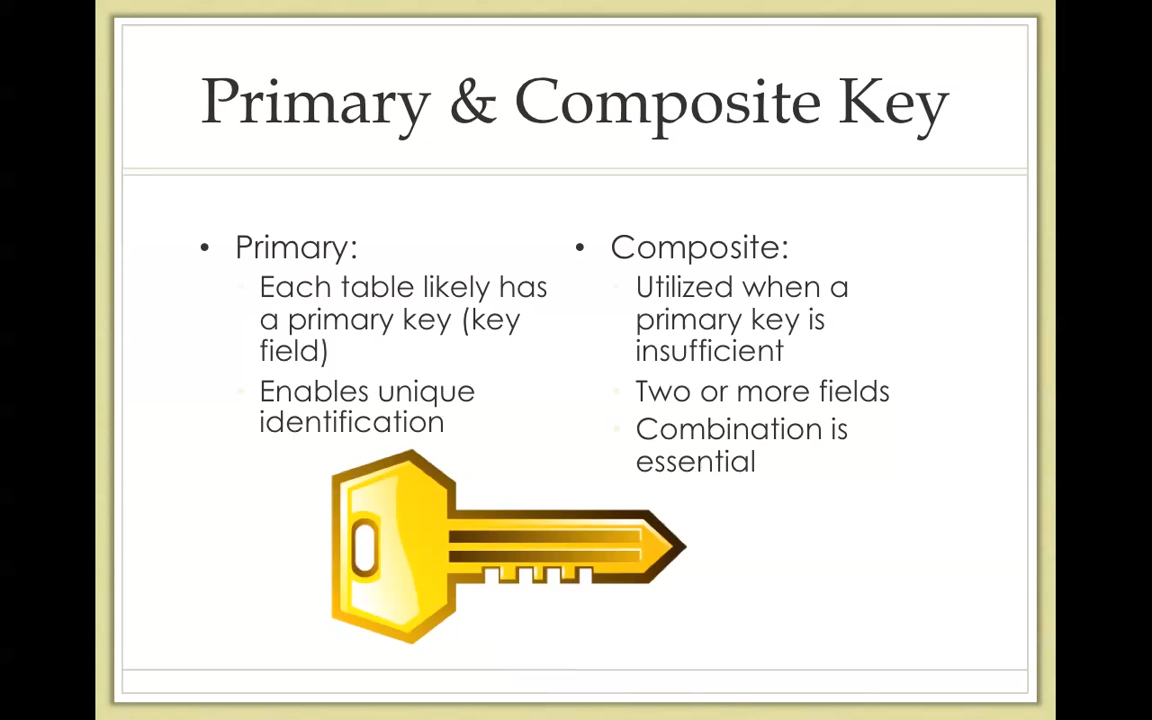 Primary & Composite Key
• Primary:
Each table likely has
a primary key (key
field)
Enables unique
identification
• Composite:
Utilized when a
primary key is
insufficient
Two or more fields
Combination is
essential